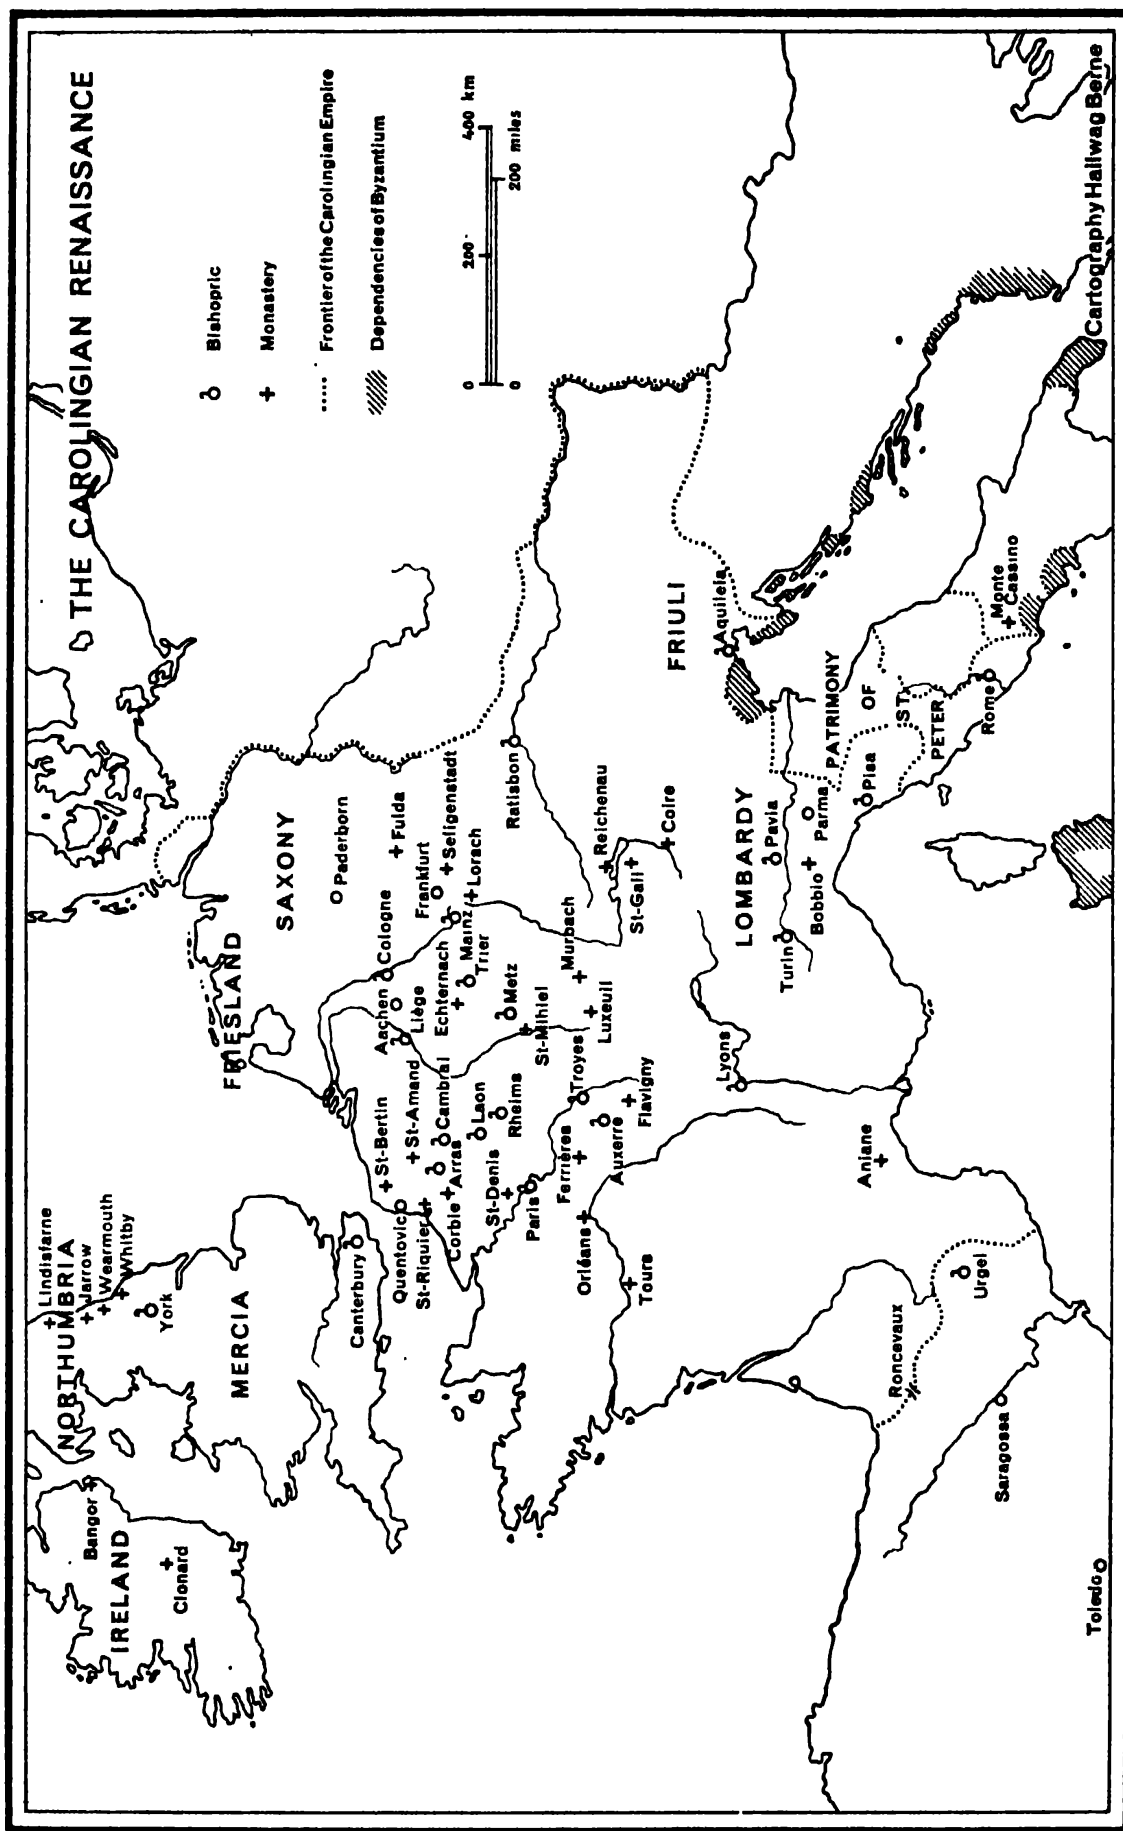 THE CAROLINGIAN RENAISSANCE
Bishopric
Monastery
Frontier of the Carolingian Empire
Dependencies of Byzantium
0 200 400 km
0 200 miles
Lindisfarne
NORTHUMBRIA
Jarrow
Wearmouth
Whitby
York
Bangor
IRELAND
Clonard
MERCIA
Canterbury
FRIESLAND
SAXONY
Paderborn
Cologne
Aachen
Liège
Fulda
Frankfurt
Seligenstadt
Mainz
Lorach
Echternach
Trier
Metz
St-Mihiel
St-Bertin
Quentovic
St-Riquier
St-Amand
Cambrai
Arras
Corbie
Laon
Rheims
St-Denis
Paris
Ratisbon
Reichenau
St-Gall
Coire
Murbach
Luxeuil
Troyes
Ferrières
Auxerre
Flavigny
Orléans
Tours
Lyons
FRIULI
Aquileia
LOMBARDY
Pavia
Turin
Bobbio
Parma
Pisa
PATRIMONY
OF
ST
PETER
Rome
Monte
Cassino
Aniane
Roncevaux
Urgel
Saragossa
Toledo
Cartography Hallwag Berne